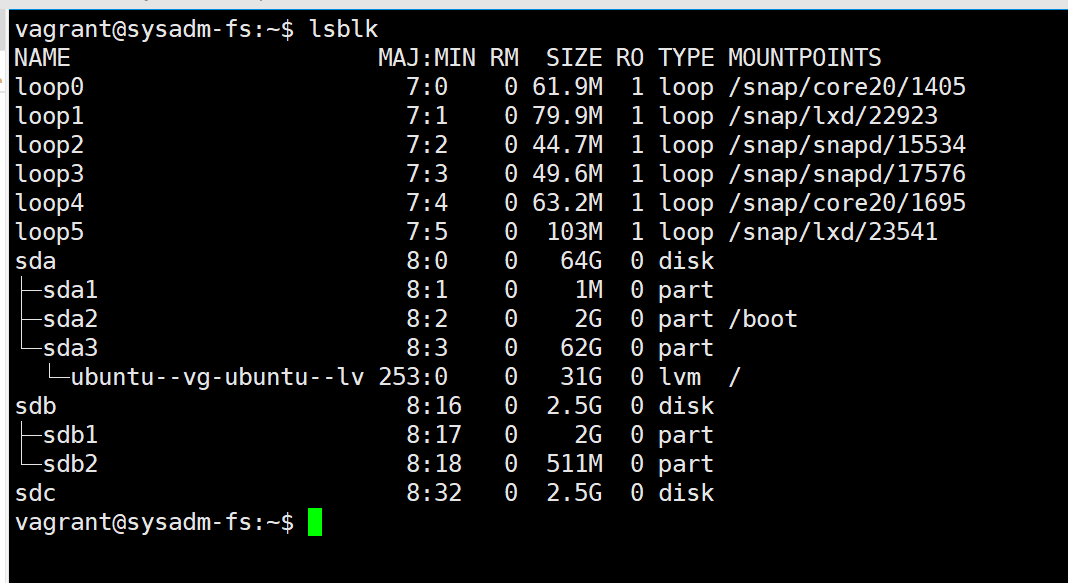 vagrant@sysadm-fs:~$ lsblk
NAME                      MAJ:MIN RM  SIZE RO TYPE MOUNTPOINTS
loop0                       7:0    0 61.9M  1 loop /snap/core20/1405
loop1                       7:1    0 79.9M  1 loop /snap/lxd/22923
loop2                       7:2    0 44.7M  1 loop /snap/snapd/15534
loop3                       7:3    0 49.6M  1 loop /snap/snapd/17576
loop4                       7:4    0 63.2M  1 loop /snap/core20/1695
loop5                       7:5    0  103M  1 loop /snap/lxd/23541
sda                         8:0    0   64G  0 disk
├─sda1                      8:1    0    1M  0 part
├─sda2                      8:2    0    2G  0 part /boot
└─sda3                      8:3    0   62G  0 part
  └─ubuntu--vg-ubuntu--lv 253:0    0   31G  0 lvm  /
sdb                         8:16   0  2.5G  0 disk
├─sdb1                      8:17   0    2G  0 part
└─sdb2                      8:18   0  511M  0 part
sdc                         8:32   0  2.5G  0 disk
vagrant@sysadm-fs:~$